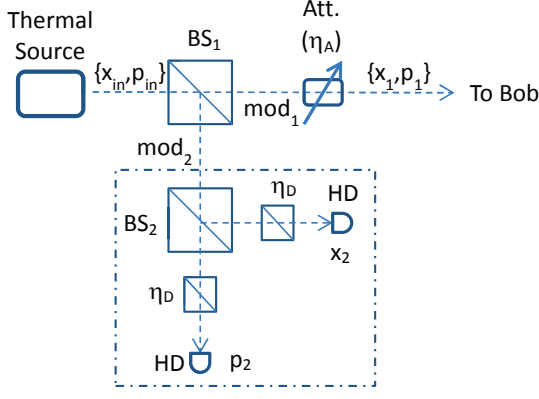 Thermal
Source
{x_in,p_in}
BS₁
Att.
(η_A)
{x₁,p₁}
To Bob
mod₁
mod₂
BS₂
η_D
HD
x₂
η_D
HD
p₂